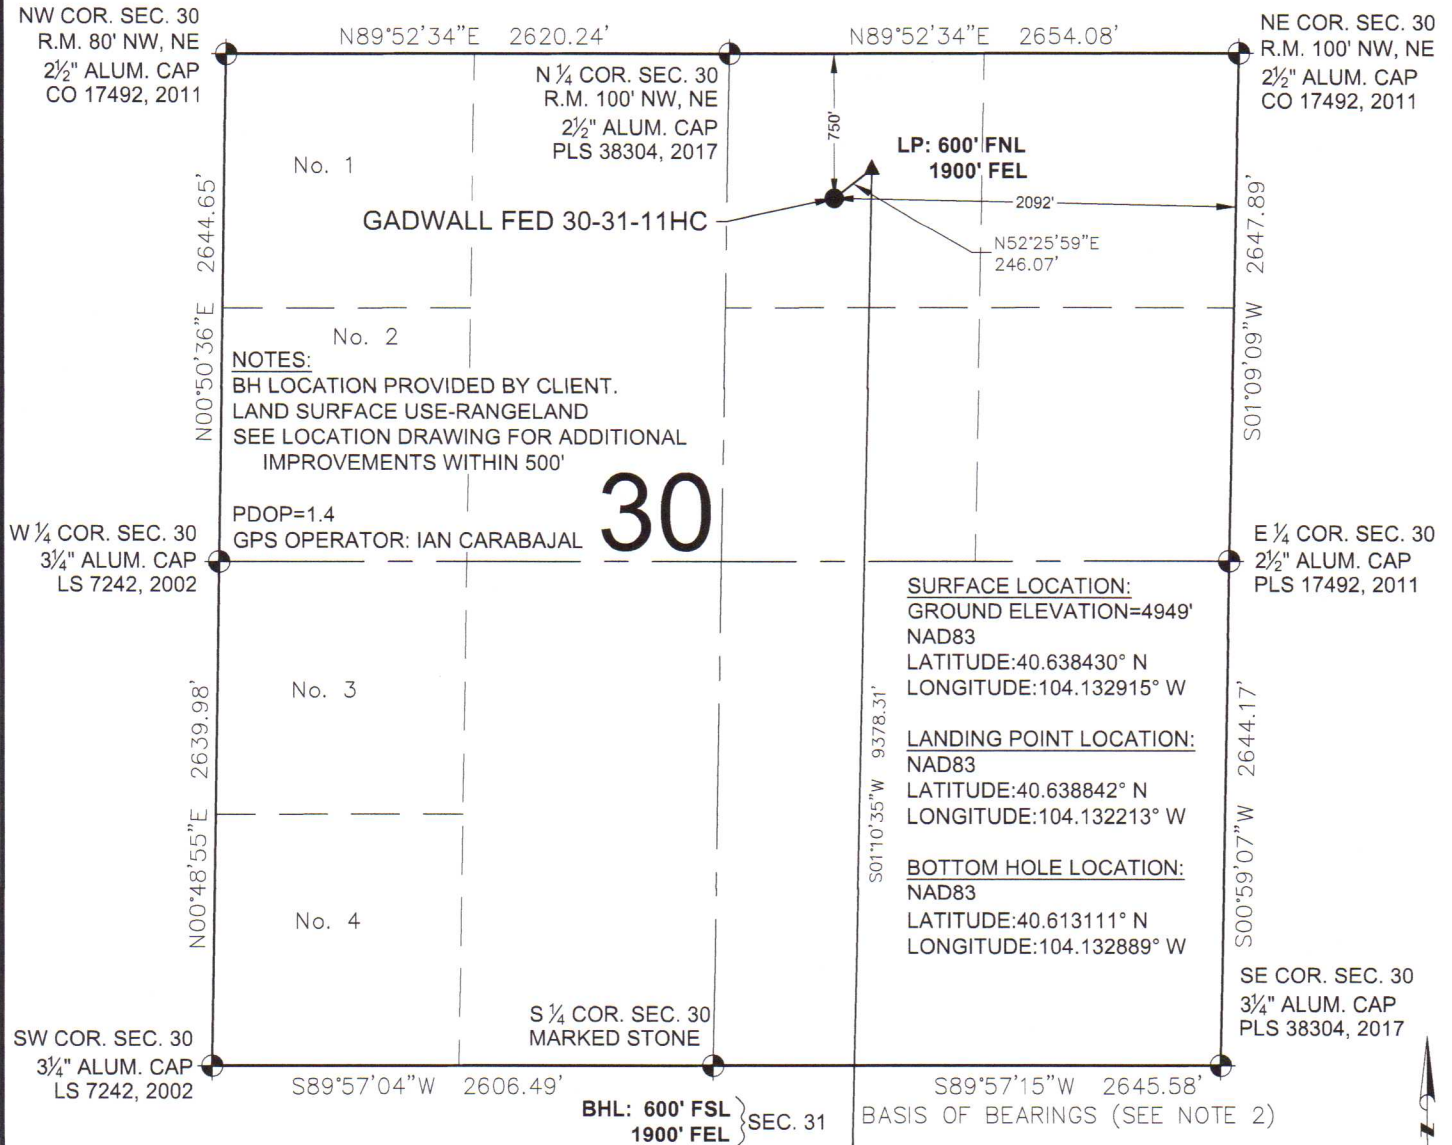 NW COR. SEC. 30
R.M. 80' NW, NE
2½" ALUM. CAP
CO 17492, 2011
N89°52'34"E 2620.24'
N89°52'34"E 2654.08'
NE COR. SEC. 30
R.M. 100' NW, NE
2½" ALUM. CAP
CO 17492, 2011
N ¼ COR. SEC. 30
R.M. 100' NW, NE
2½" ALUM. CAP
PLS 38304, 2017
750'
LP: 600' FNL
1900' FEL
No. 1
2092'
GADWALL FED 30-31-11HC
N52°25'59"E
246.07'
N00°50'36"E 2644.65'
S01°09'09"W 2647.89'
No. 2
NOTES:
BH LOCATION PROVIDED BY CLIENT.
LAND SURFACE USE-RANGELAND
SEE LOCATION DRAWING FOR ADDITIONAL
IMPROVEMENTS WITHIN 500'
PDOP=1.4
GPS OPERATOR: IAN CARABAJAL
30
W ¼ COR. SEC. 30
3¼" ALUM. CAP
LS 7242, 2002
E ¼ COR. SEC. 30
2½" ALUM. CAP
PLS 17492, 2011
SURFACE LOCATION:
GROUND ELEVATION=4949'
NAD83
LATITUDE:40.638430° N
LONGITUDE:104.132915° W
LANDING POINT LOCATION:
NAD83
LATITUDE:40.638842° N
LONGITUDE:104.132213° W
BOTTOM HOLE LOCATION:
NAD83
LATITUDE:40.613111° N
LONGITUDE:104.132889° W
No. 3
N00°48'55"E 2639.98'
S01°10'35"W 9378.31'
S00°59'07"W 2644.17'
No. 4
SE COR. SEC. 30
3¼" ALUM. CAP
PLS 38304, 2017
S ¼ COR. SEC. 30
MARKED STONE
SW COR. SEC. 30
3¼" ALUM. CAP
LS 7242, 2002
S89°57'04"W 2606.49'
S89°57'15"W 2645.58'
BHL: 600' FSL
1900' FEL
SEC. 31
BASIS OF BEARINGS (SEE NOTE 2)